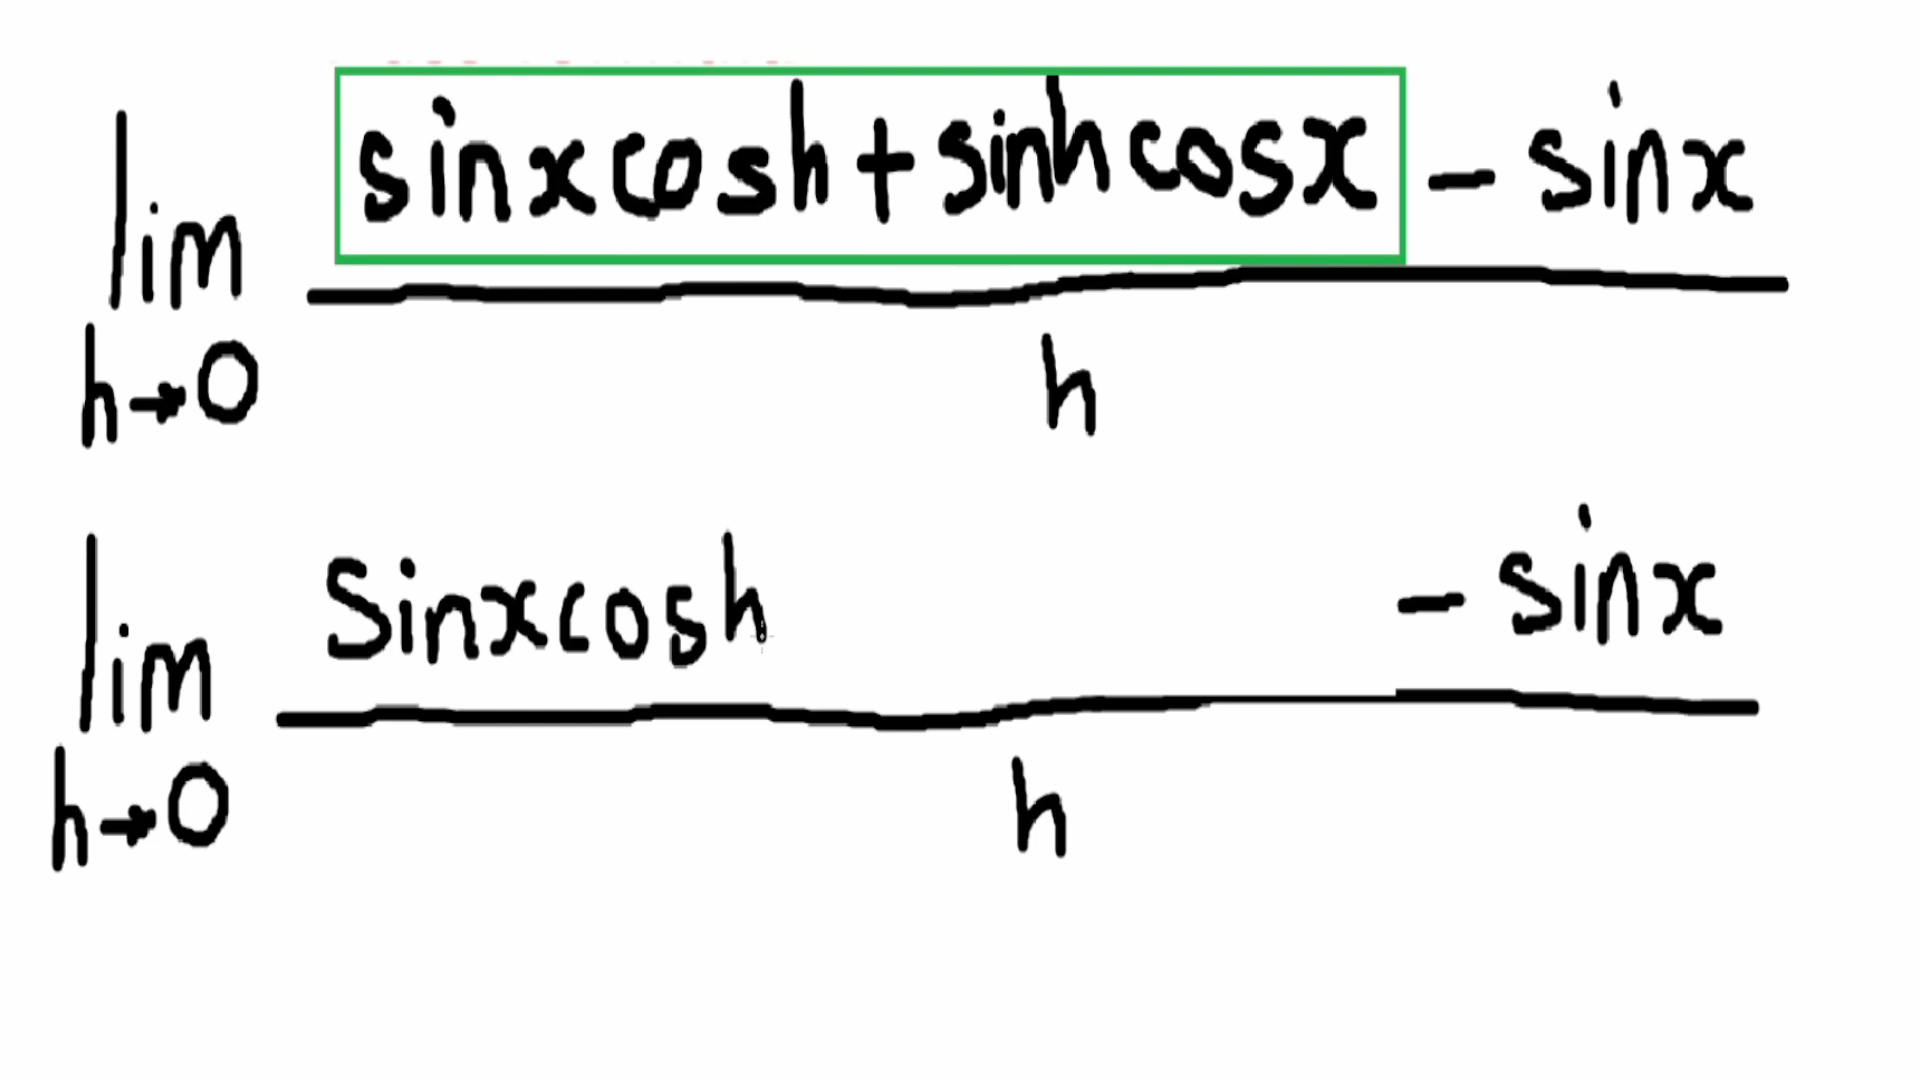 lim sinxcosh+sinhcosx - sinx
h→0 h
lim Sinxcosh - sinx
h→0 h